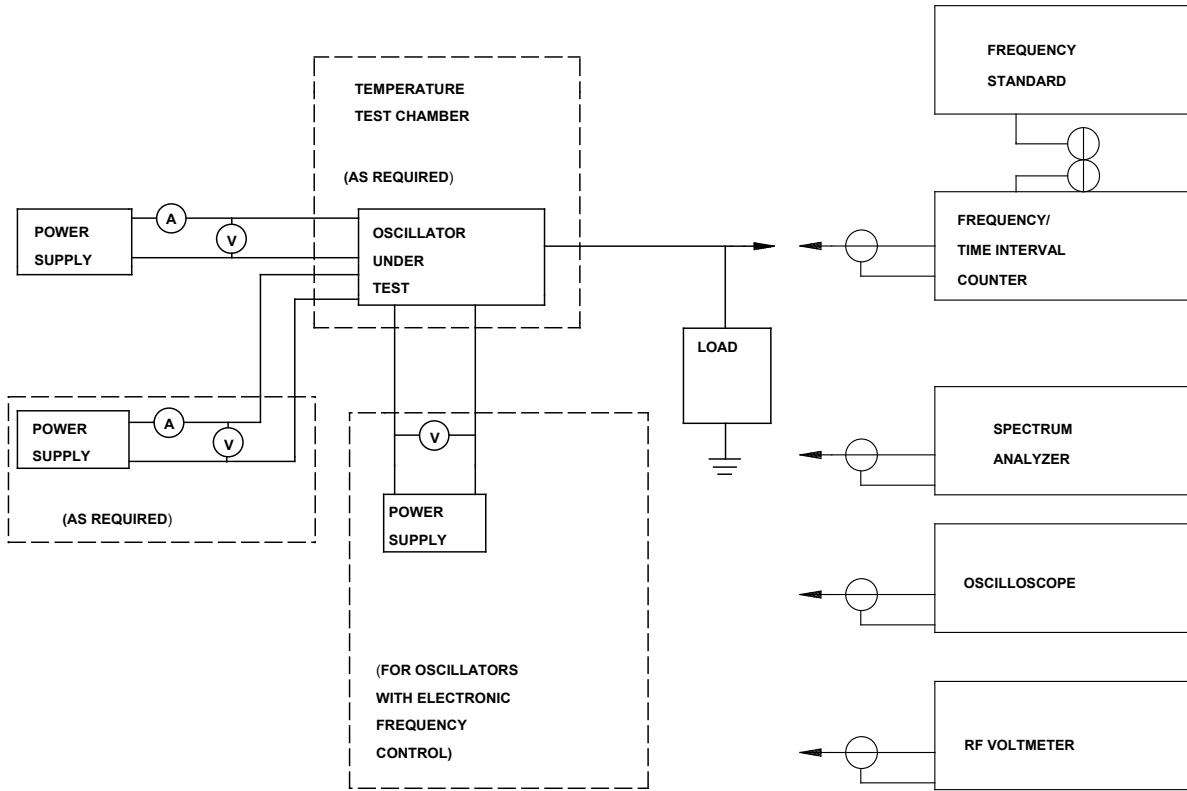 FREQUENCY
STANDARD
TEMPERATURE
TEST CHAMBER
(AS REQUIRED)
POWER
SUPPLY
A
V
OSCILLATOR
UNDER
TEST
FREQUENCY/
TIME INTERVAL
COUNTER
LOAD
POWER
SUPPLY
A
V
(AS REQUIRED)
V
POWER
SUPPLY
(FOR OSCILLATORS
WITH ELECTRONIC
FREQUENCY
CONTROL)
SPECTRUM
ANALYZER
OSCILLOSCOPE
RF VOLTMETER